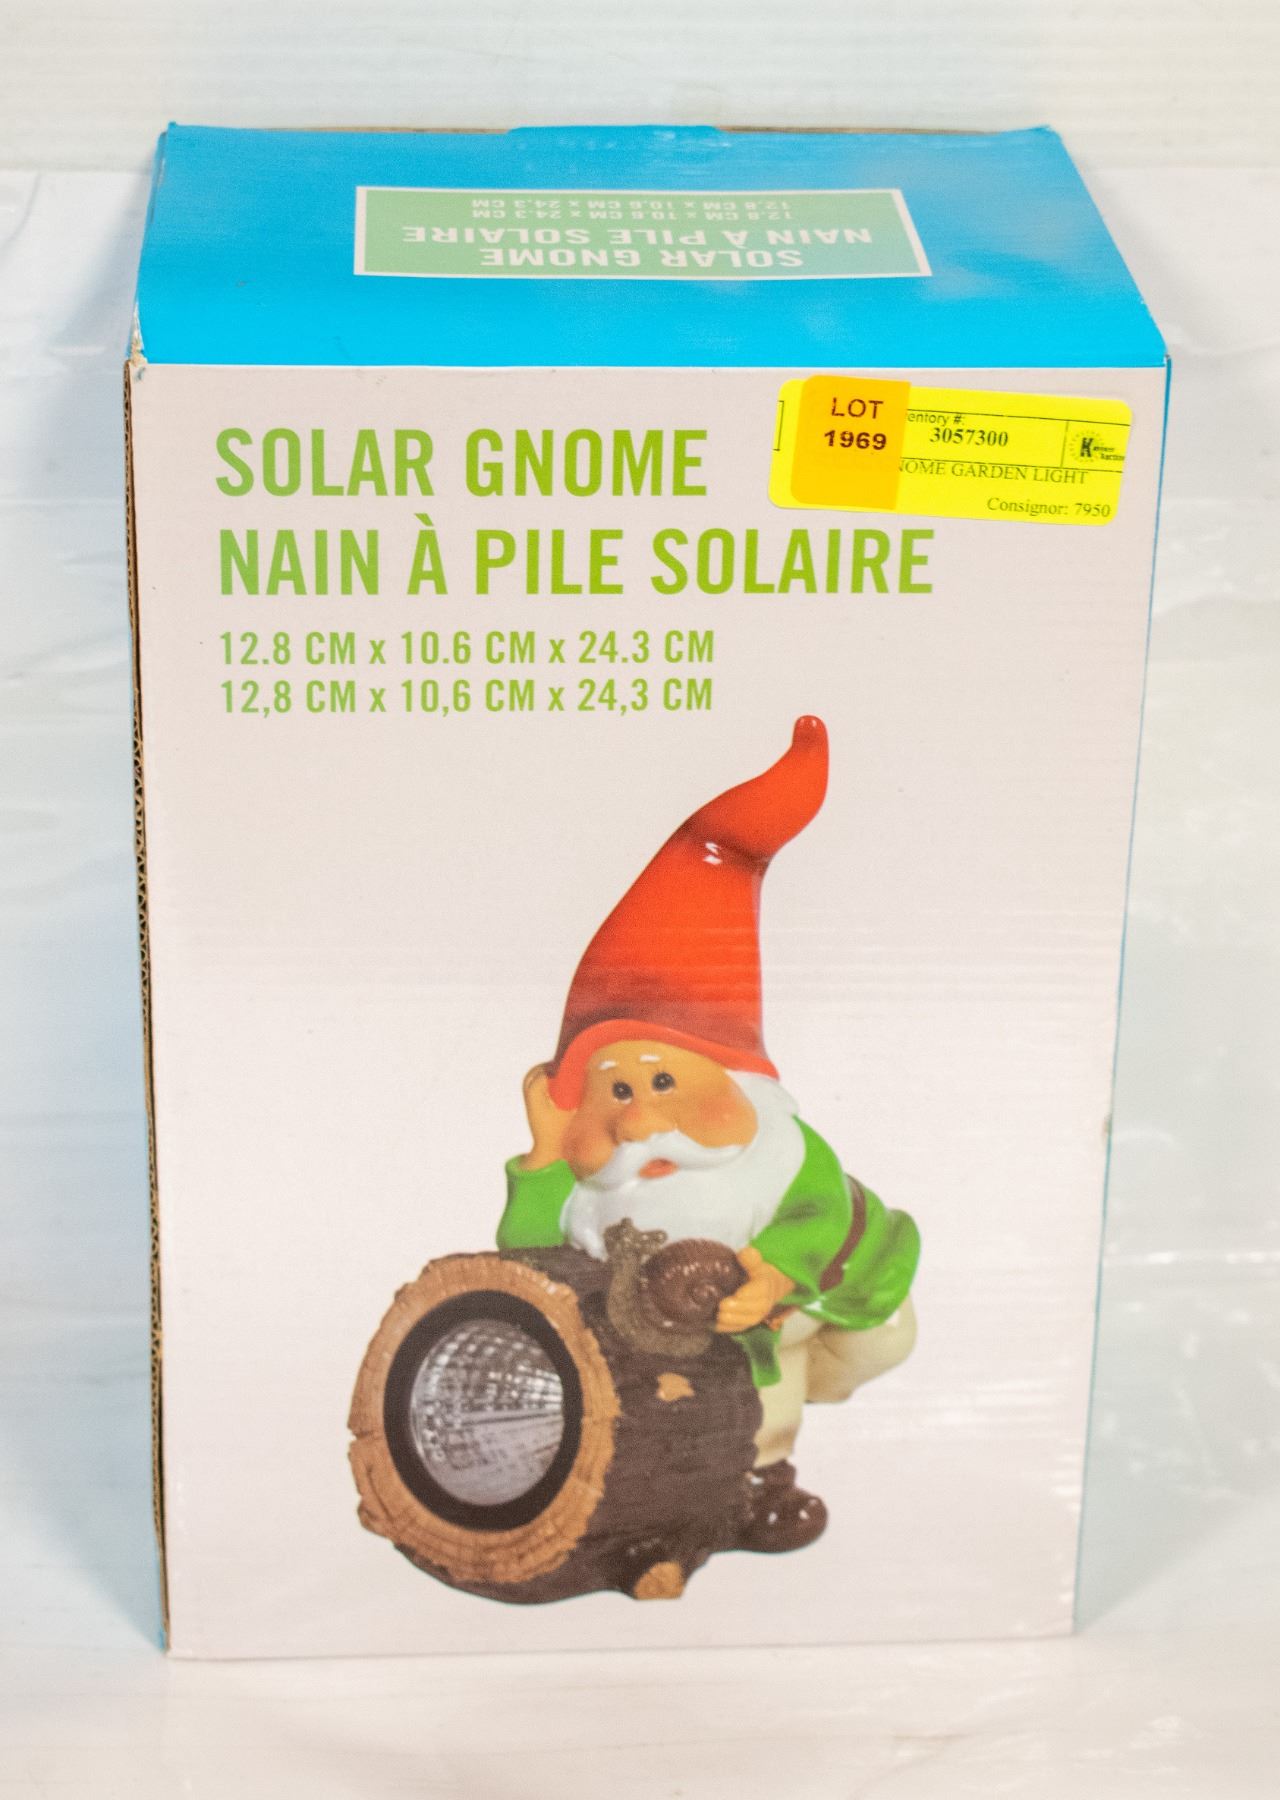 SOLAR GNOME
NAIN À PILE SOLAIRE
12.8 CM x 10.6 CM x 24.3 CM
12,8 CM x 10,6 CM x 24,3 CM
LOT
1969
entory #:
3057300
NOME GARDEN LIGHT
Consignor: 7950
SOLAR GNOME
NAIN À PILE SOLAIRE
12.8 CM x 10.6 CM x 24.3 CM
12,8 CM x 10,6 CM x 24,3 CM